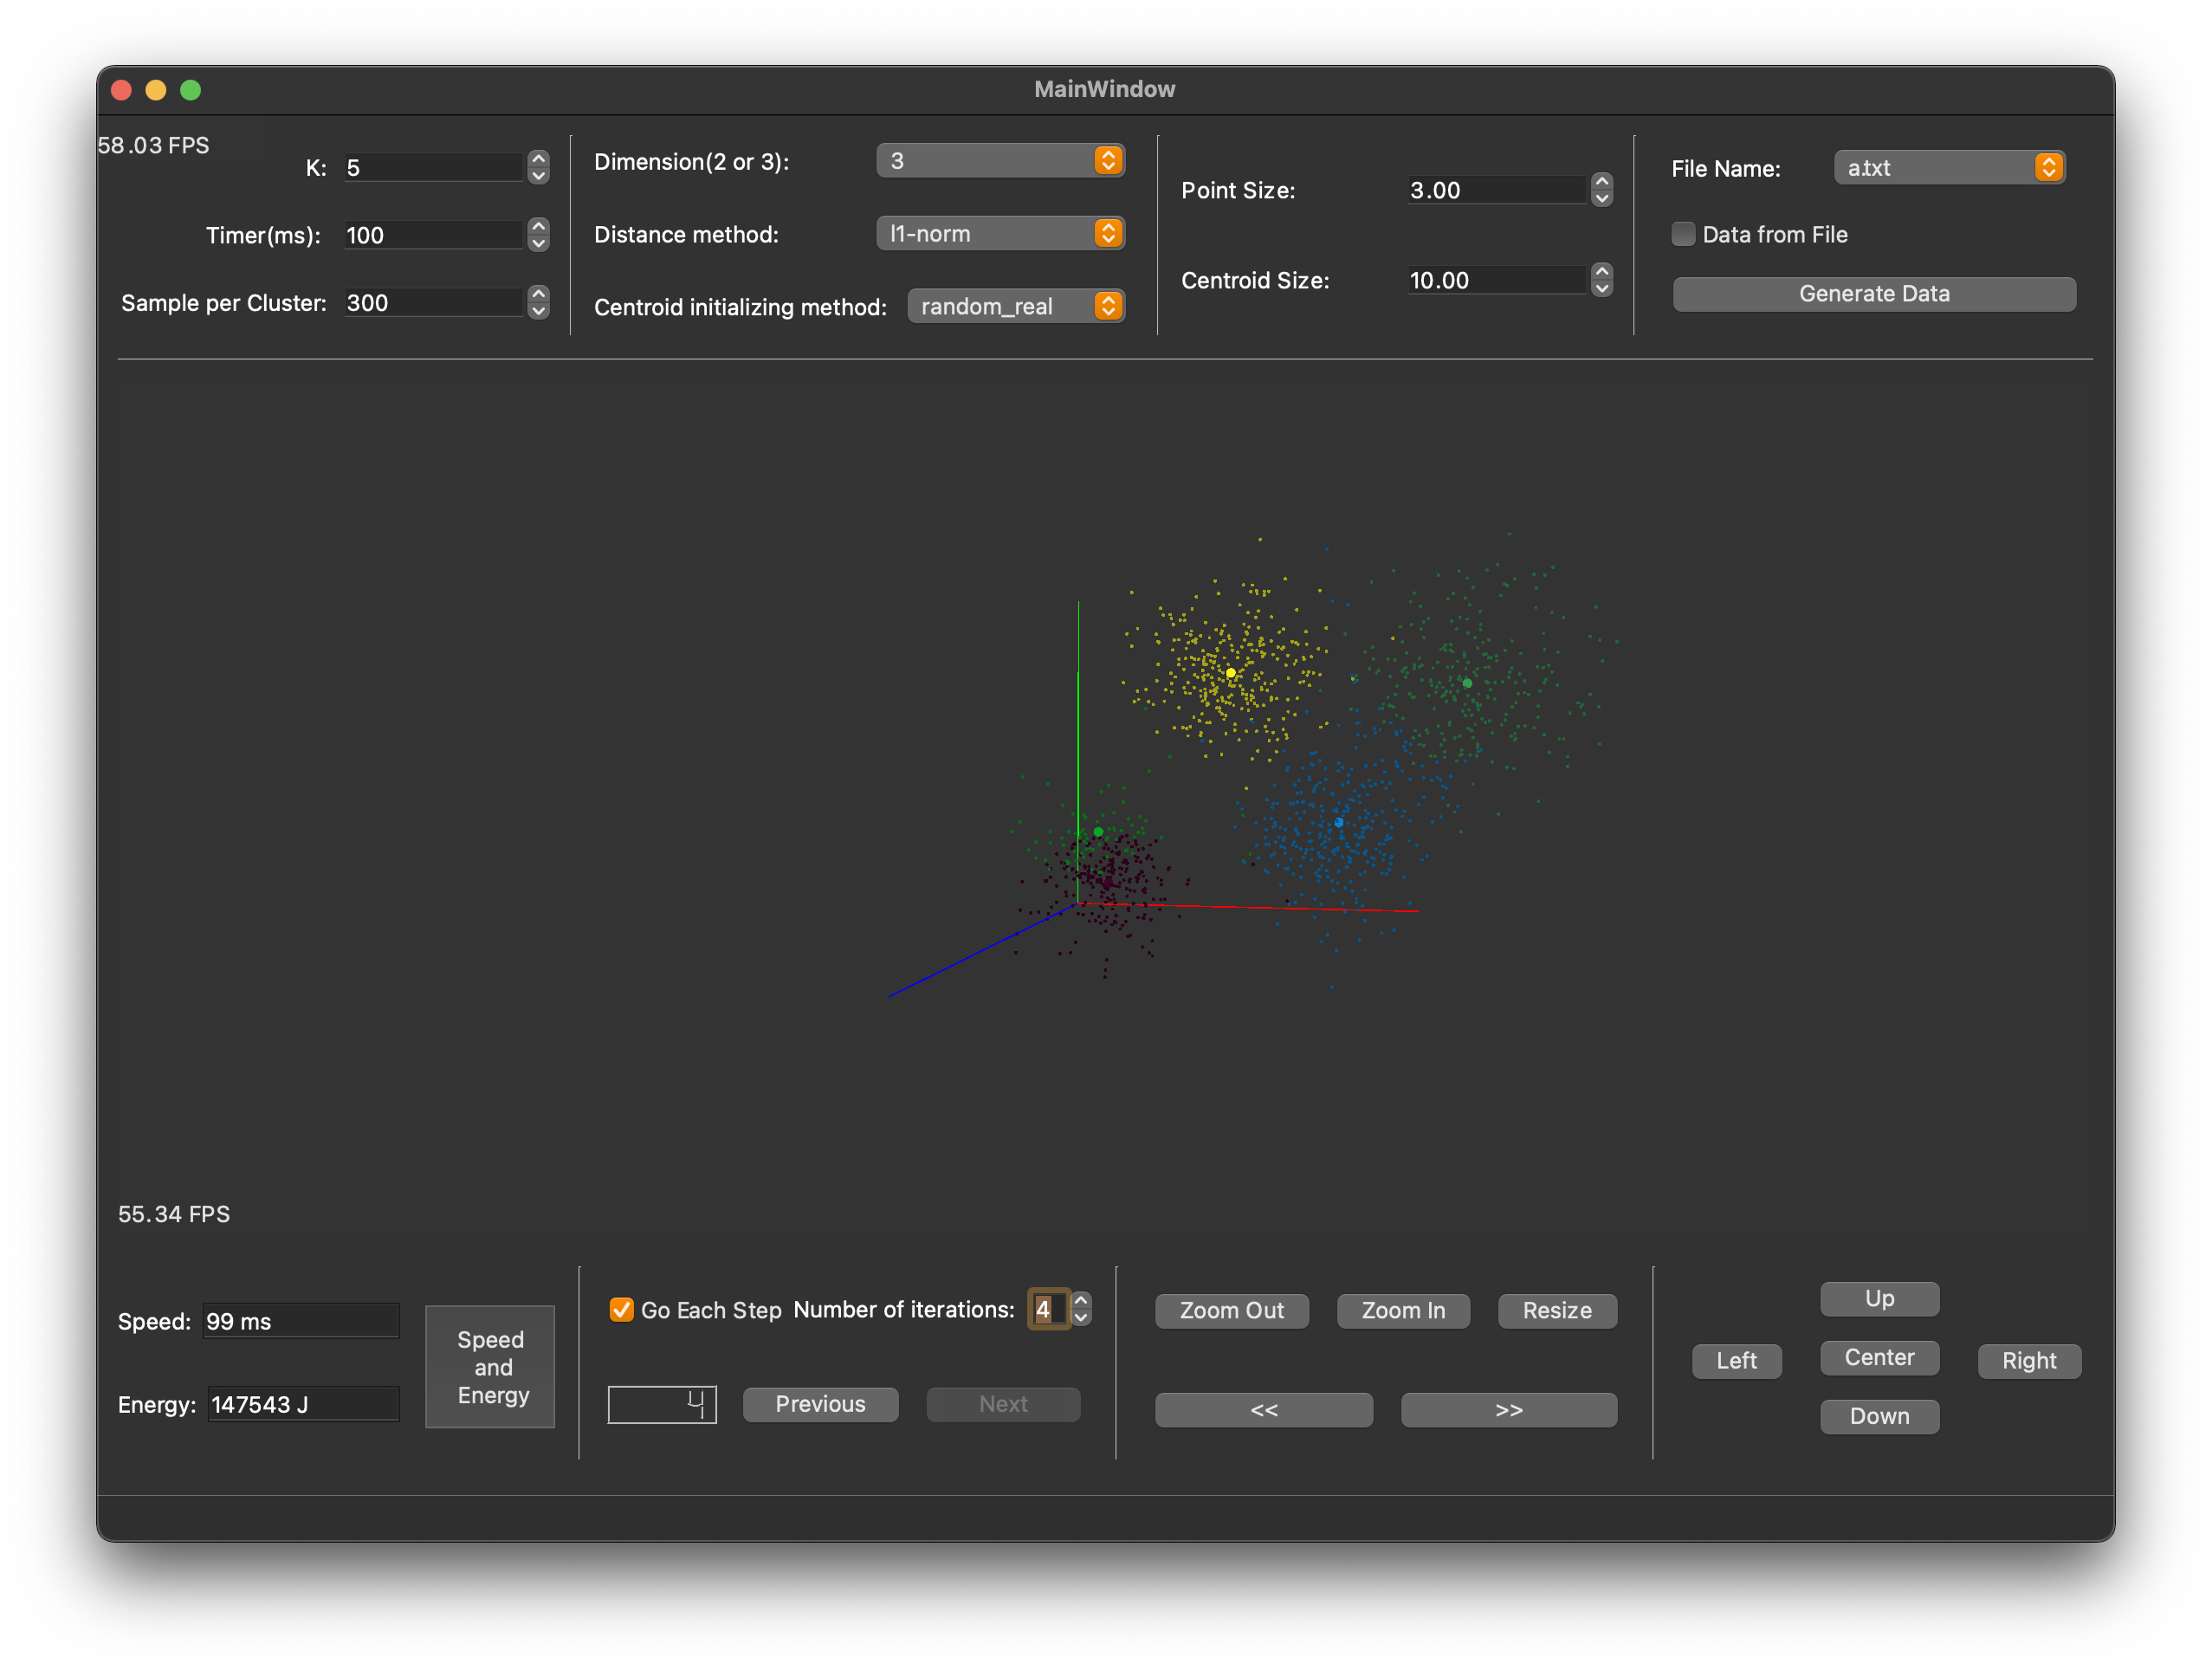 MainWindow
58.03 FPS
K: 5
Timer(ms): 100
Sample per Cluster: 300
Dimension(2 or 3): 3
Distance method: l1-norm
Centroid initializing method: random_real
Point Size: 3.00
Centroid Size: 10.00
File Name: a.txt
Data from File
Generate Data
55.34 FPS
Speed: 99 ms
Energy: 147543 J
Speed
and
Energy
Go Each Step Number of iterations: 4
4 Previous Next
Zoom Out Zoom In Resize
<< >>
Up
Left Center Right
Down